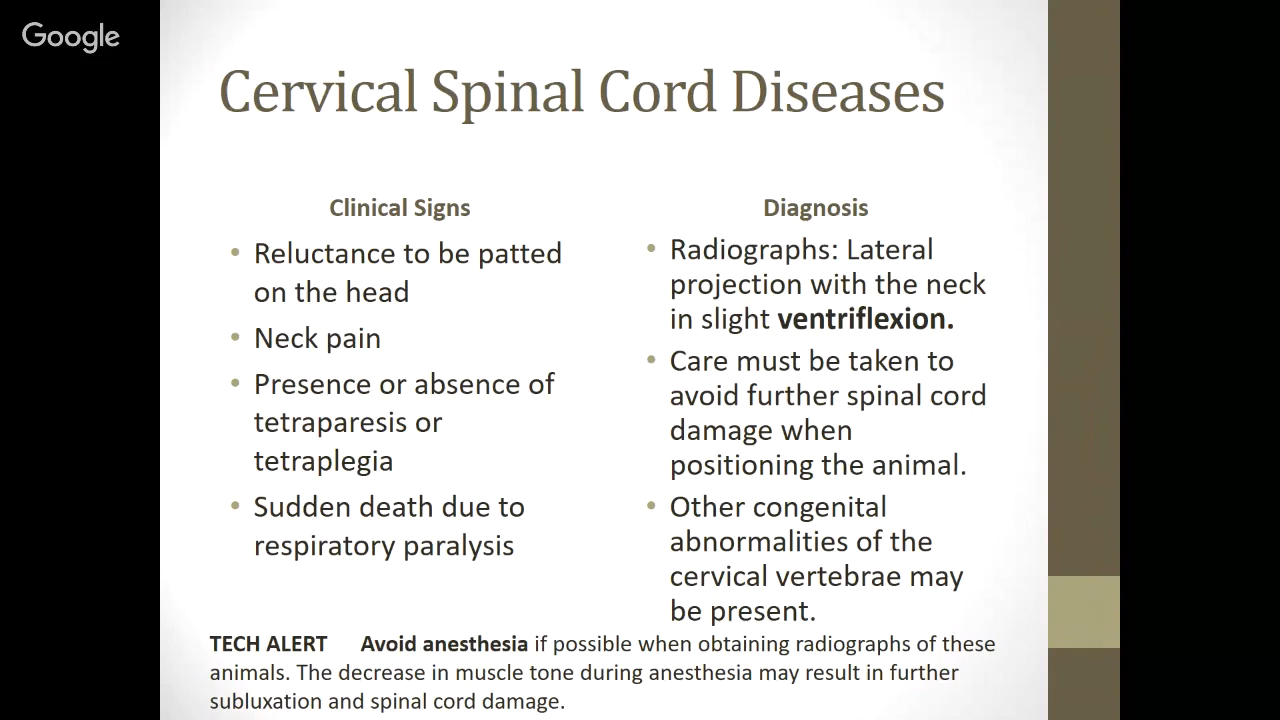 Google
Cervical Spinal Cord Diseases
Clinical Signs
• Reluctance to be patted
on the head
• Neck pain
• Presence or absence of
tetraparesis or
tetraplegia
• Sudden death due to
respiratory paralysis
Diagnosis
• Radiographs: Lateral
projection with the neck
in slight ventriflexion.
• Care must be taken to
avoid further spinal cord
damage when
positioning the animal.
• Other congenital
abnormalities of the
cervical vertebrae may
be present.
TECH ALERT Avoid anesthesia if possible when obtaining radiographs of these
animals. The decrease in muscle tone during anesthesia may result in further
subluxation and spinal cord damage.